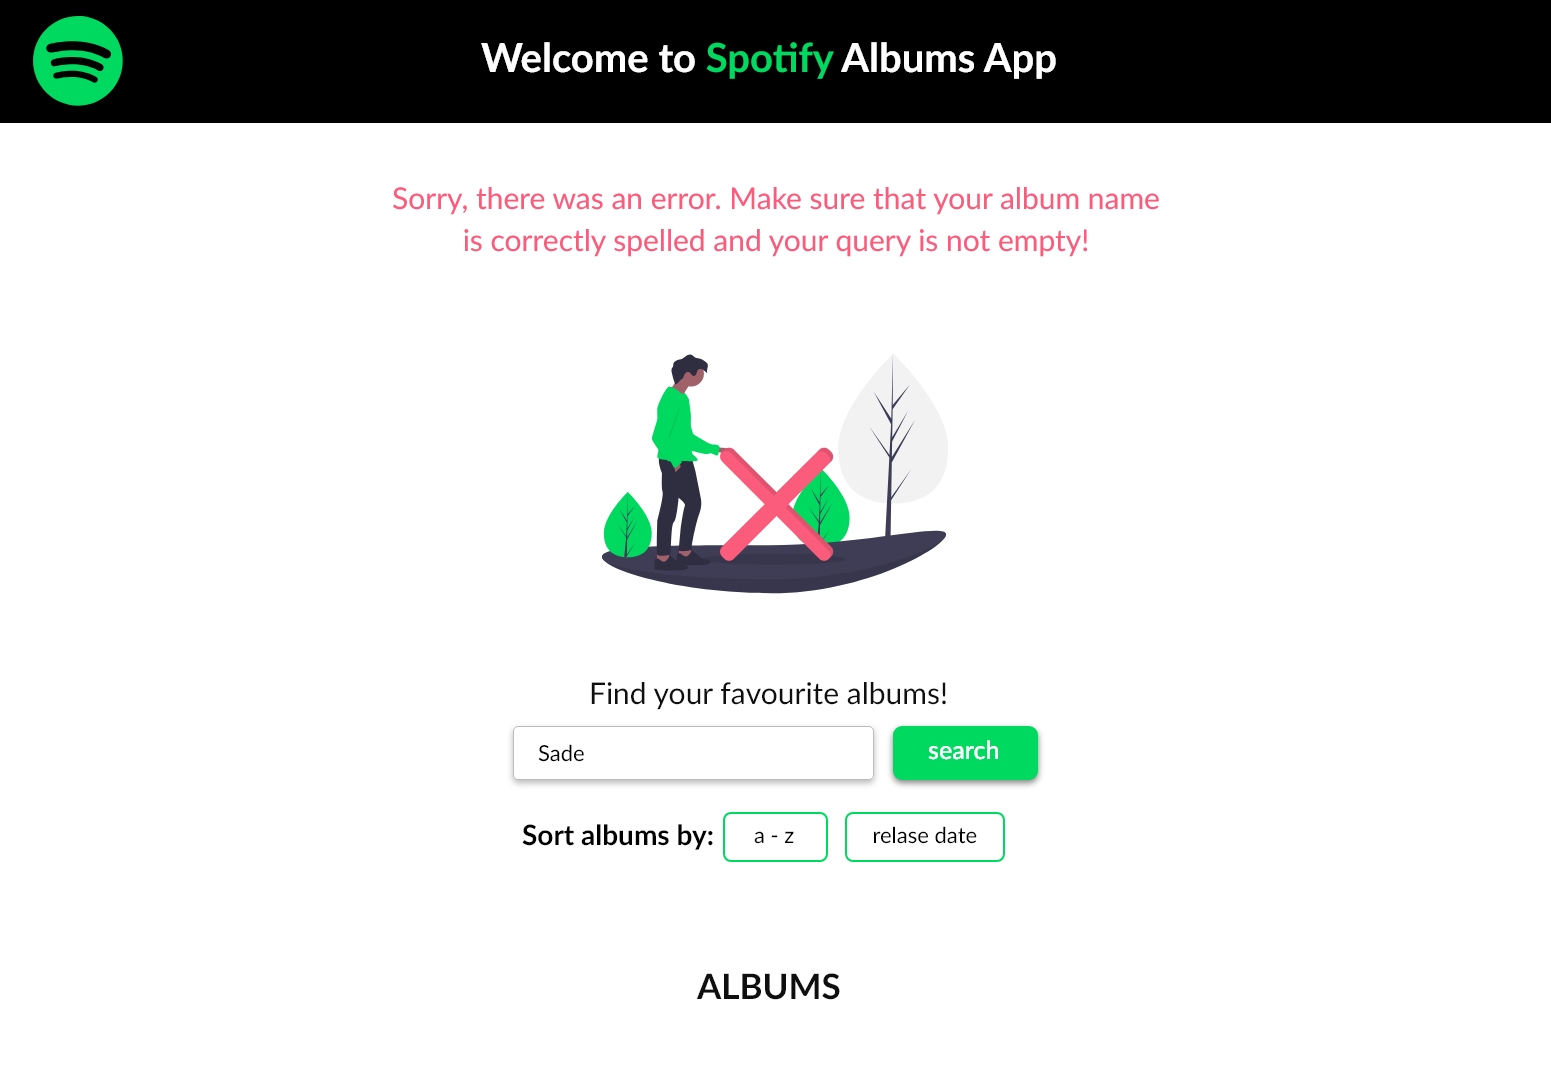 Welcome to Spotify Albums App
Sorry, there was an error. Make sure that your album name
is correctly spelled and your query is not empty!
Find your favourite albums!
Sade
search
Sort albums by:
a - z
relase date
ALBUMS